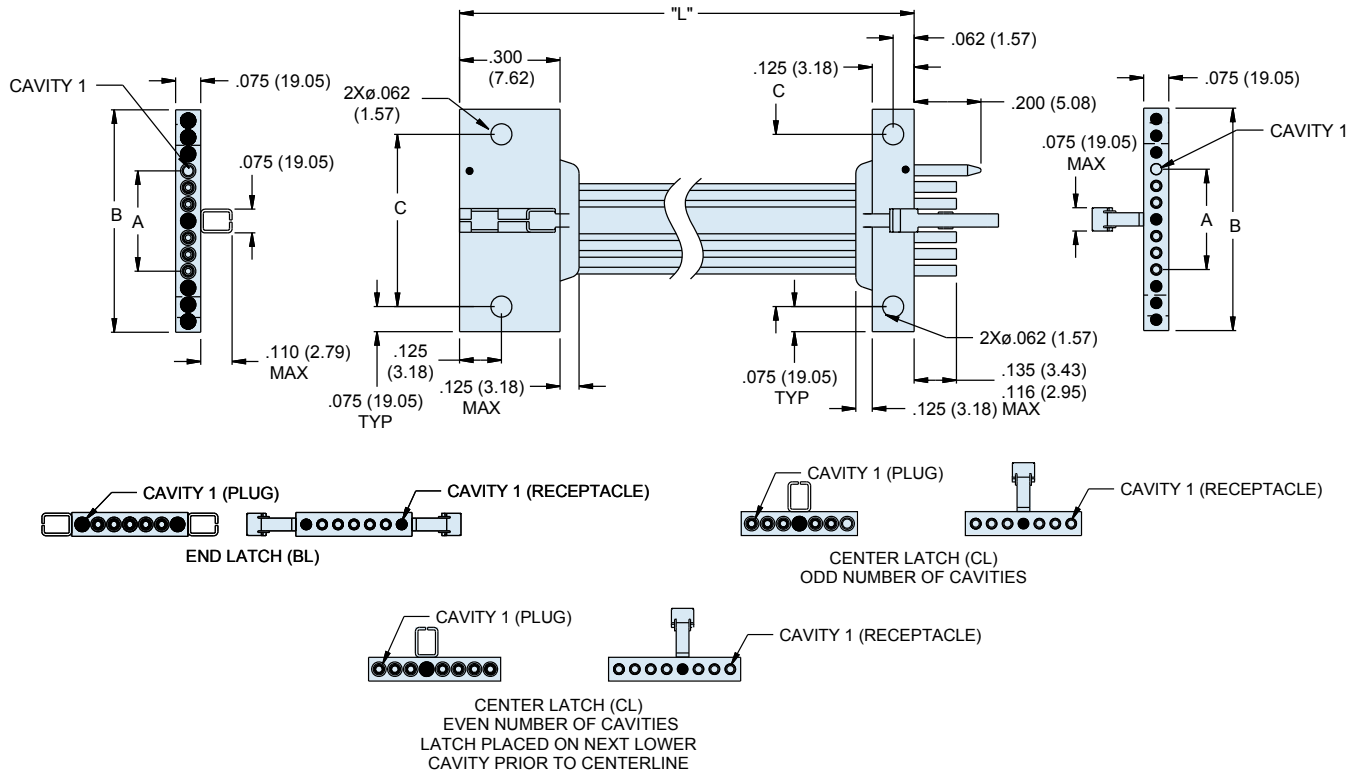 "L"
.062 (1.57)
.300
(7.62)
.125 (3.18)
.075 (19.05)
CAVITY 1
2Xø.062
(1.57)
C
.200 (5.08)
.075 (19.05)
CAVITY 1
.075 (19.05)
.075 (19.05)
MAX
B
A
C
A
B
.110 (2.79)
MAX
.125
(3.18)
.125 (3.18)
MAX
.075 (19.05)
TYP
2Xø.062 (1.57)
.075 (19.05)
TYP
.135 (3.43)
.116 (2.95)
.125 (3.18) MAX
CAVITY 1 (PLUG)
CAVITY 1 (RECEPTACLE)
END LATCH (BL)
CAVITY 1 (PLUG)
CAVITY 1 (RECEPTACLE)
CENTER LATCH (CL)
ODD NUMBER OF CAVITIES
CAVITY 1 (PLUG)
CAVITY 1 (RECEPTACLE)
CENTER LATCH (CL)
EVEN NUMBER OF CAVITIES
LATCH PLACED ON NEXT LOWER
CAVITY PRIOR TO CENTERLINE